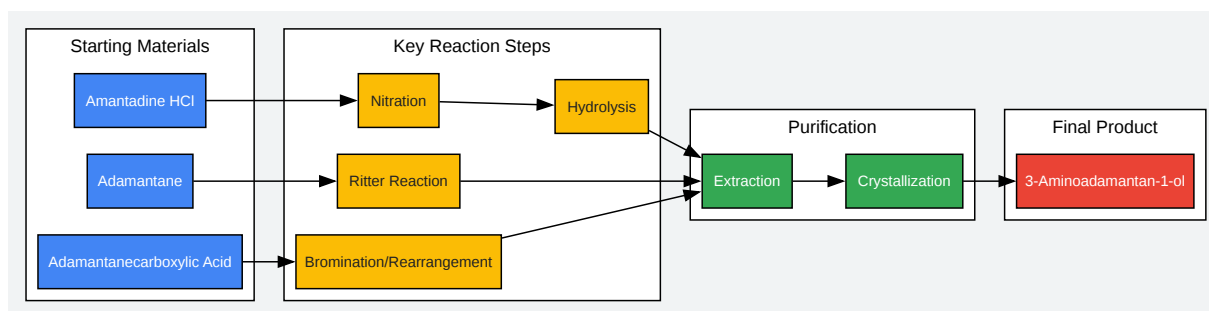 Starting Materials
Amantadine HCl
Adamantane
Adamantanecarboxylic Acid
Key Reaction Steps
Nitration
Hydrolysis
Ritter Reaction
Bromination/Rearrangement
Purification
Extraction
Crystallization
Final Product
3-Aminoadamantan-1-ol